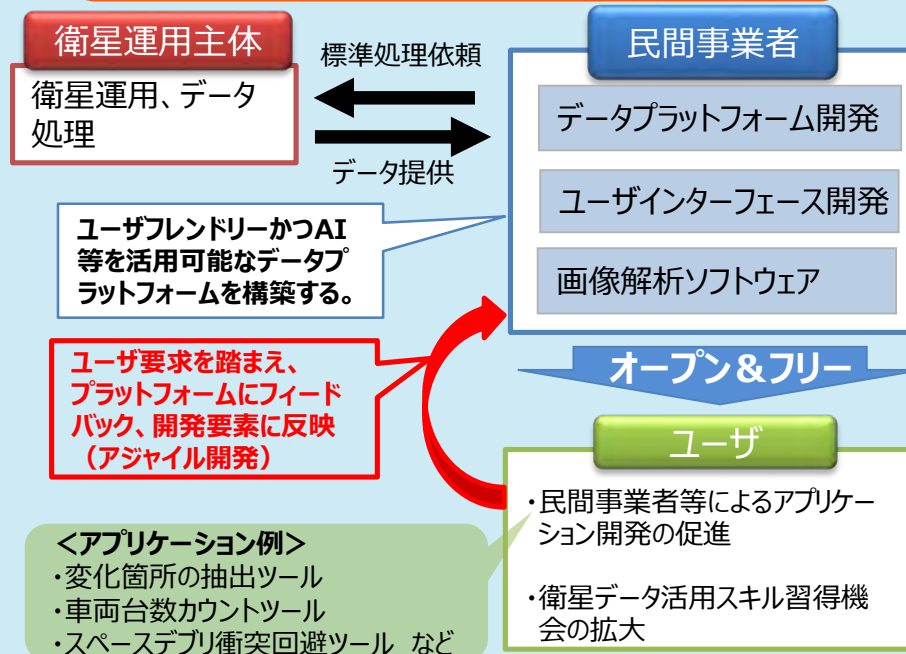 衛星運用主体
衛星運用、データ
処理
標準処理依頼
データ提供
民間事業者
データプラットフォーム開発
ユーザインターフェース開発
画像解析ソフトウェア
ユーザフレンドリーかつAI
等を活用可能なデータプ
ラットフォームを構築する。
ユーザ要求を踏まえ、
プラットフォームにフィード
バック、開発要素に反映
（アジャイル開発）
オープン＆フリー
ユーザ
・民間事業者等によるアプリケー
ション開発の促進
・衛星データ活用スキル習得機
会の拡大
＜アプリケーション例＞
・変化箇所の抽出ツール
・車両台数カウントツール
・スペースデブリ衝突回避ツール など